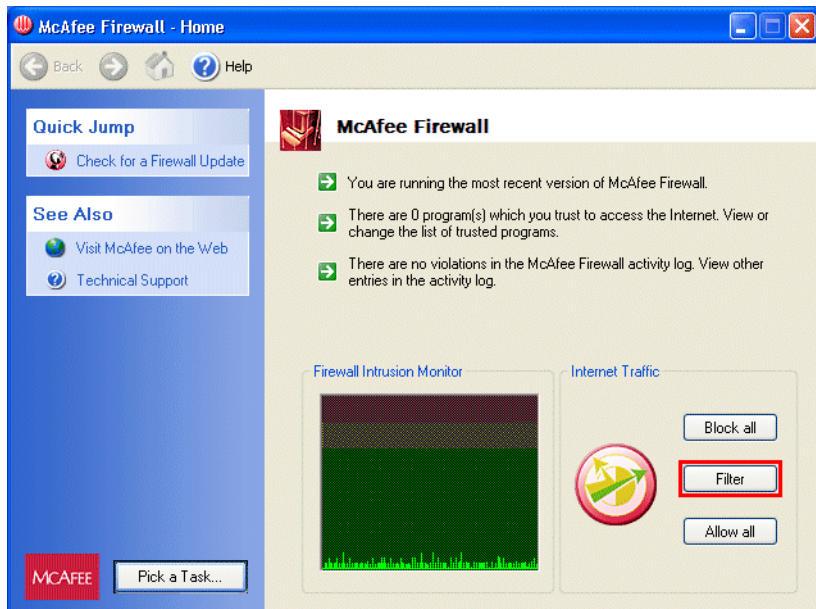 McAfee Firewall - Home
Back
Help
Quick Jump
Check for a Firewall Update
See Also
Visit McAfee on the Web
Technical Support
McAfee Firewall
You are running the most recent version of McAfee Firewall.
There are 0 program(s) which you trust to access the Internet. View or
change the list of trusted programs.
There are no violations in the McAfee Firewall activity log. View other
entries in the activity log.
Firewall Intrusion Monitor
Internet Traffic
Block all
Filter
Allow all
MCAFEE
Pick a Task...